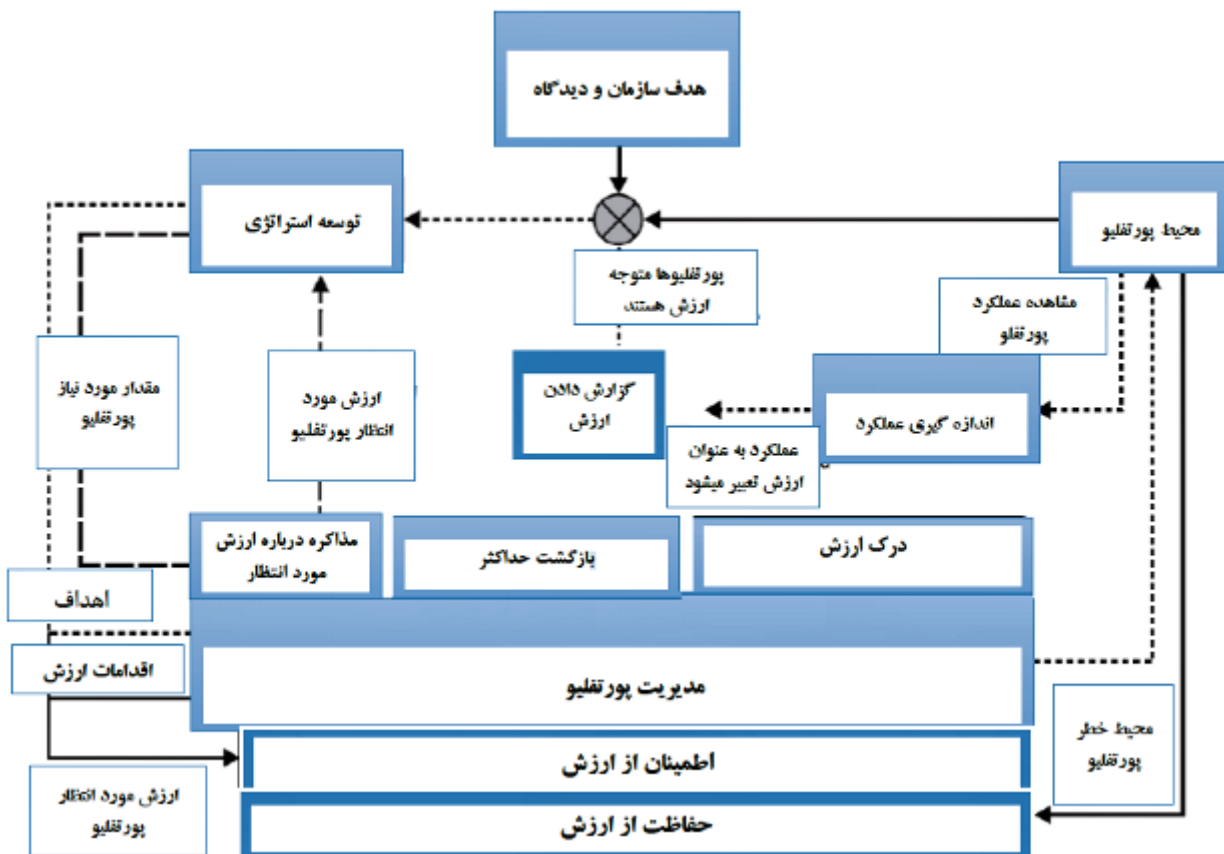 هدف سازمان و دیدگاه
توسعه استراتژی
محیط پورتفلیو
پورتفلیوها متوجه
ارزش هستند
مشاهده عملکرد
پورتفلو
مقدار مورد نیاز
پورتفلیو
ارزش مورد
انتظار پورتفلیو
گزارش دادن
ارزش
اندازه گیری عملکرد
عملکرد به عنوان
ارزش تعبیر میشود
مذاکره درباره ارزش
مورد انتظار
بازگشت حداکثر
درک ارزش
اهداف
اقدامات ارزش
مدیریت پورتفلیو
محیط خطر
پورتفلیو
اطمینان از ارزش
ارزش مورد انتظار
پورتفلیو
حفاظت از ارزش